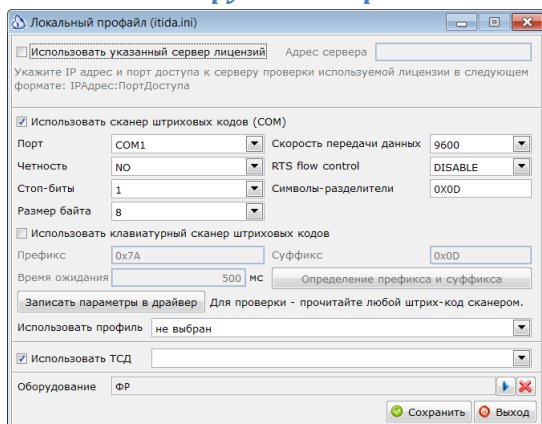 Локальный профайл (itida.ini)
Использовать указанный сервер лицензий Адрес сервера
Укажите IP адрес и порт доступа к серверу проверки используемой лицензии в следующем
формате: IPАдрес:ПортДоступа
Использовать сканер штриховых кодов (COM)
Порт COM1 Скорость передачи данных 9600
Четность NO RTS flow control DISABLE
Стоп-биты 1 Символы-разделители 0X0D
Размер байта 8
Использовать клавиатурный сканер штриховых кодов
Префикс 0x7A Суффикс 0x0D
Время ожидания 500 мс Определение префикса и суффикса
Записать параметры в драйвер Для проверки - прочитайте любой штрих-код сканером.
Использовать профиль не выбран
Использовать ТСД
Оборудование ФР
Сохранить Выход